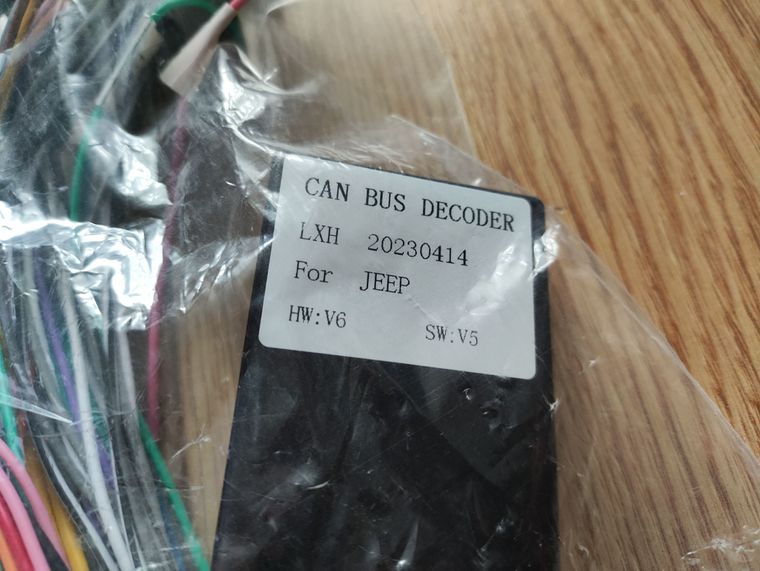 CAN BUS DECODER
LXH 20230414
For JEEP
HW:V6 SW:V5